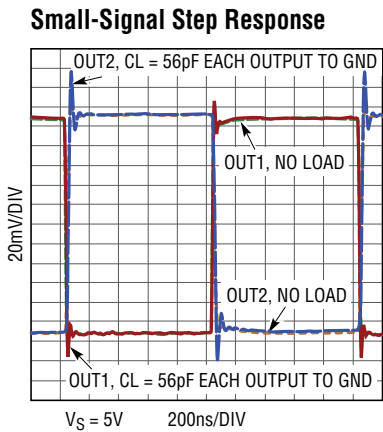 Small-Signal Step Response
OUT2, CL = 56pF EACH OUTPUT TO GND
OUT1, NO LOAD
20mV/DIV
OUT2, NO LOAD
OUT1, CL = 56pF EACH OUTPUT TO GND
VS = 5V
200ns/DIV